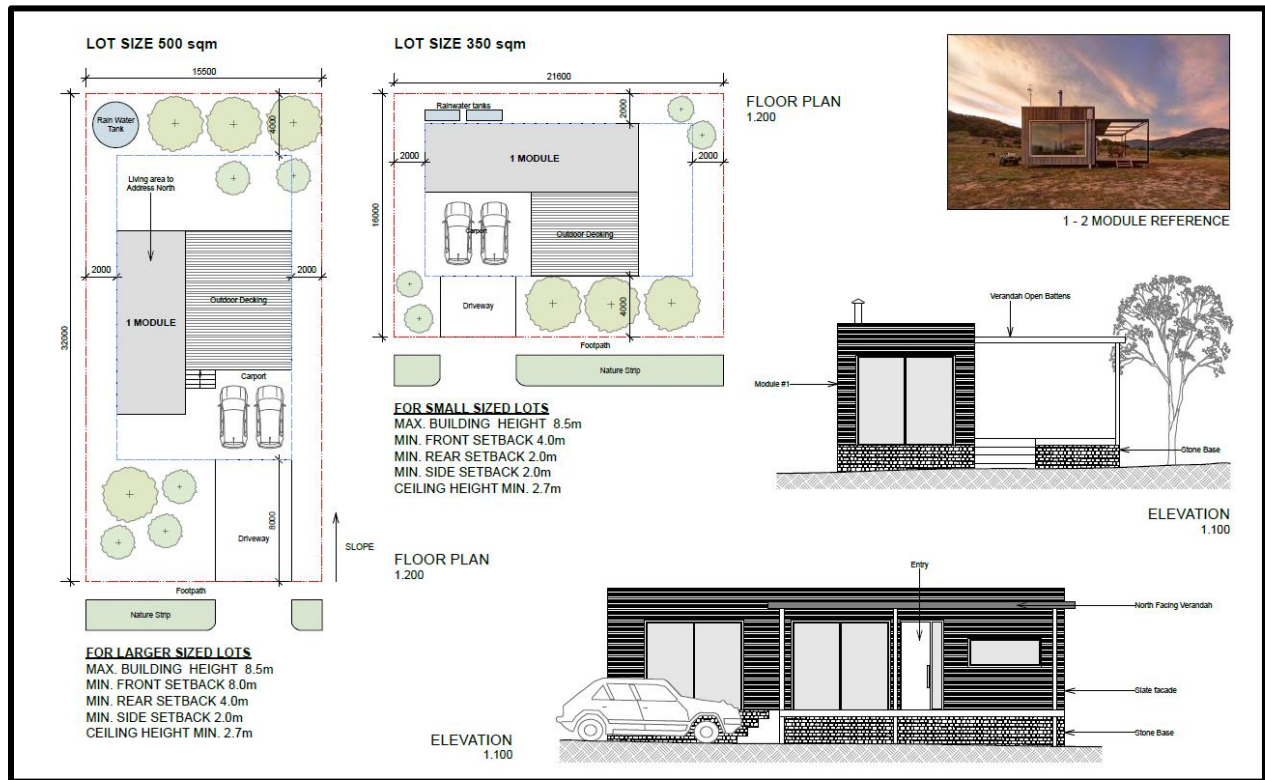 LOT SIZE 500 sqm
15500
Rain Water
Tank
4000
Living area to
Address North
2000
2000
Outdoor Decking
1 MODULE
32000
Carport
8000
Driveway
SLOPE
Footpath
Nature Strip
FOR LARGER SIZED LOTS
MAX. BUILDING HEIGHT 8.5m
MIN. FRONT SETBACK 8.0m
MIN. REAR SETBACK 4.0m
MIN. SIDE SETBACK 2.0m
CEILING HEIGHT MIN. 2.7m
LOT SIZE 350 sqm
21600
Rainwater tanks
2000
2000
1 MODULE
2000
16000
Carport
Outdoor Decking
Driveway
4000
Footpath
Nature Strip
FOR SMALL SIZED LOTS
MAX. BUILDING HEIGHT 8.5m
MIN. FRONT SETBACK 4.0m
MIN. REAR SETBACK 2.0m
MIN. SIDE SETBACK 2.0m
CEILING HEIGHT MIN. 2.7m
FLOOR PLAN
1.200
FLOOR PLAN
1.200
1 - 2 MODULE REFERENCE
Verandah Open Battens
Module #1
Stone Base
ELEVATION
1.100
Entry
North Facing Verandah
Slate facade
Stone Base
ELEVATION
1.100